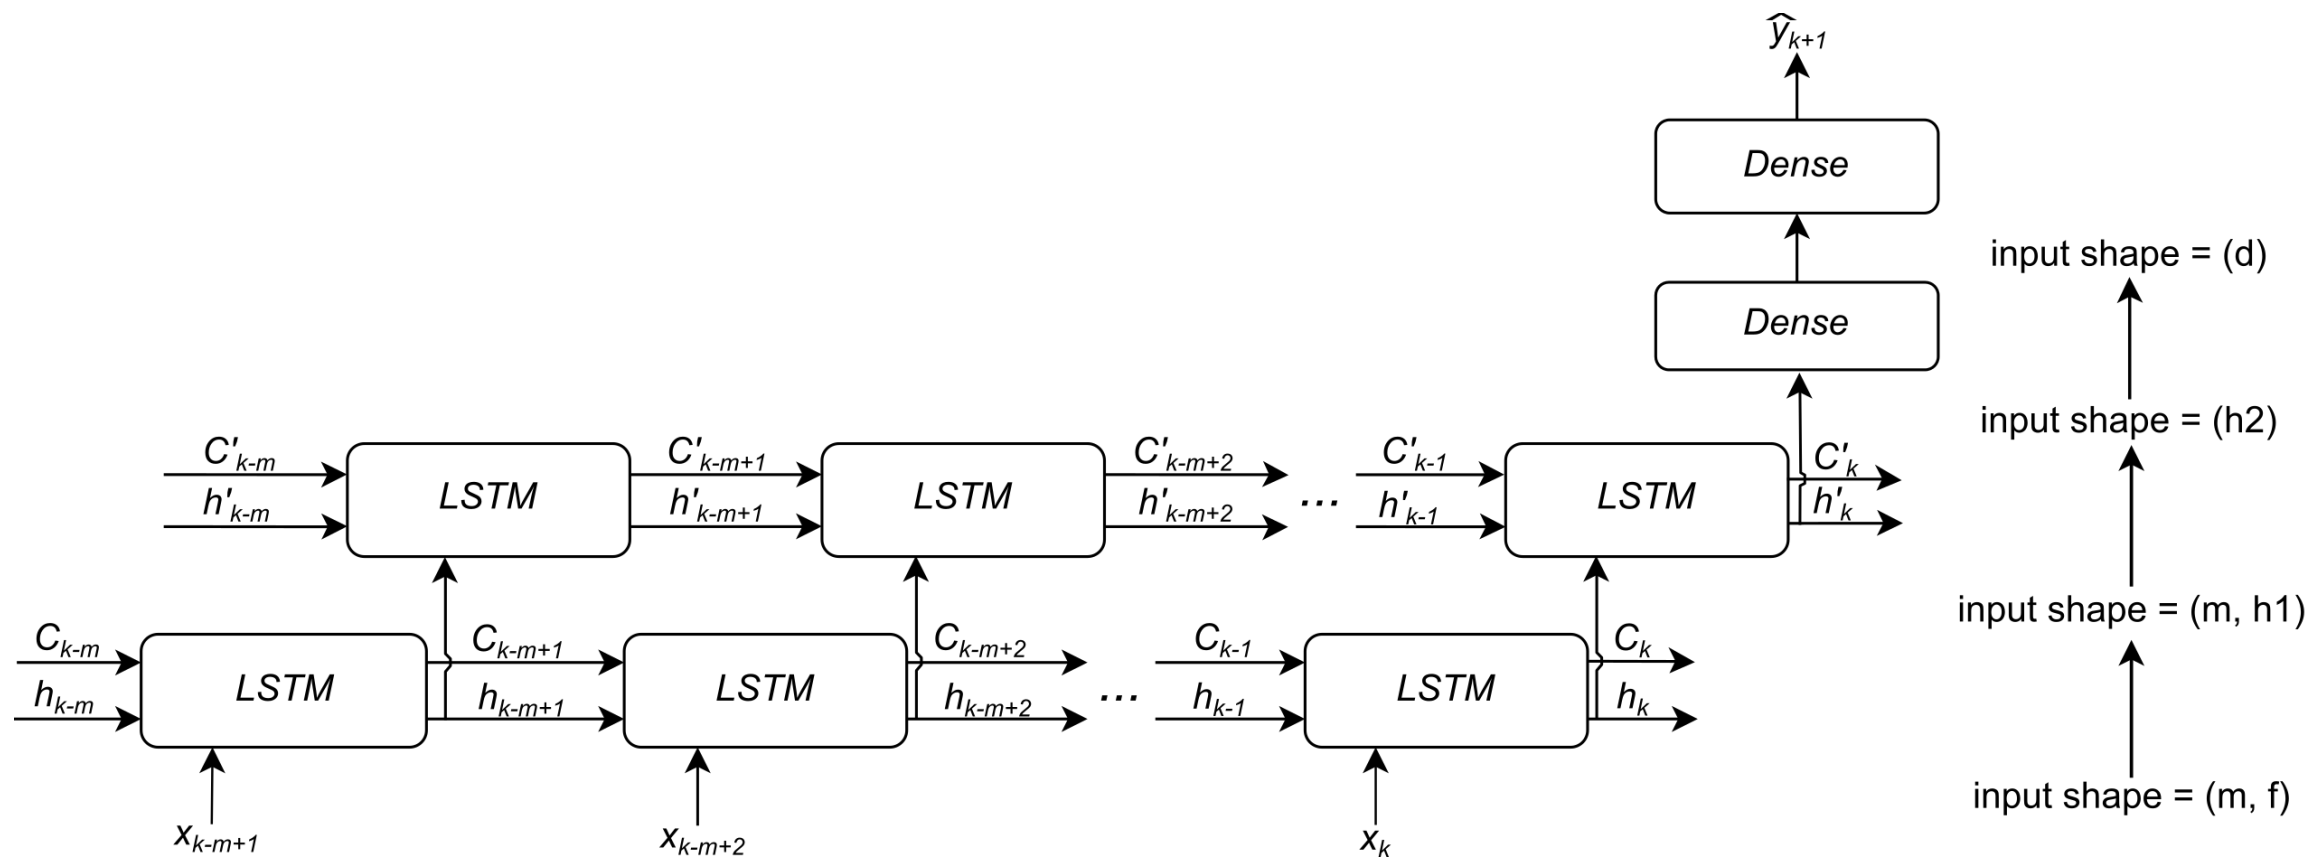 ŷk+1
Dense
input shape = (d)
Dense
input shape = (h2)
C'k-m
C'k-m+1
C'k-m+2
C'k-1
C'k
LSTM
LSTM
...
LSTM
h'k-m
h'k-m+1
h'k-m+2
h'k-1
h'k
input shape = (m, h1)
Ck-m
Ck-m+1
Ck-m+2
Ck-1
Ck
LSTM
LSTM
...
LSTM
hk-m
hk-m+1
hk-m+2
hk-1
hk
input shape = (m, f)
xk-m+1
xk-m+2
xk